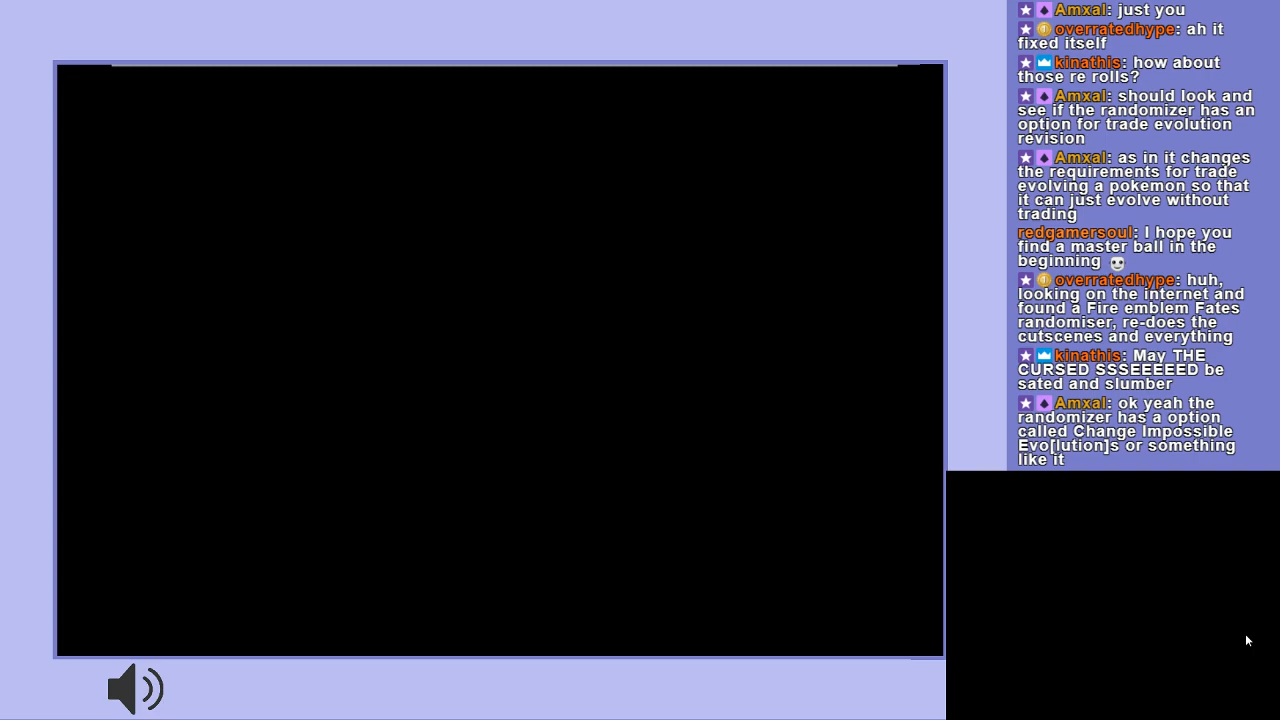 Amxal: just you
overratedhype: ah it
fixed itself
kinathis: how about
those re rolls?
Amxal: should look and
see if the randomizer has an
option for trade evolution
revision
Amxal: as in it changes
the requirements for trade
evolving a pokemon so that
it can just evolve without
trading
redgamersoul: I hope you
find a master ball in the
beginning
overratedhype: huh,
looking on the internet and
found a Fire emblem Fates
randomiser, re-does the
cutscenes and everything
kinathis: May THE
CURSED SSSEEEEED be
sated and slumber
Amxal: ok yeah the
randomizer has a option
called Change Impossible
Evo[lution]s or something
like it